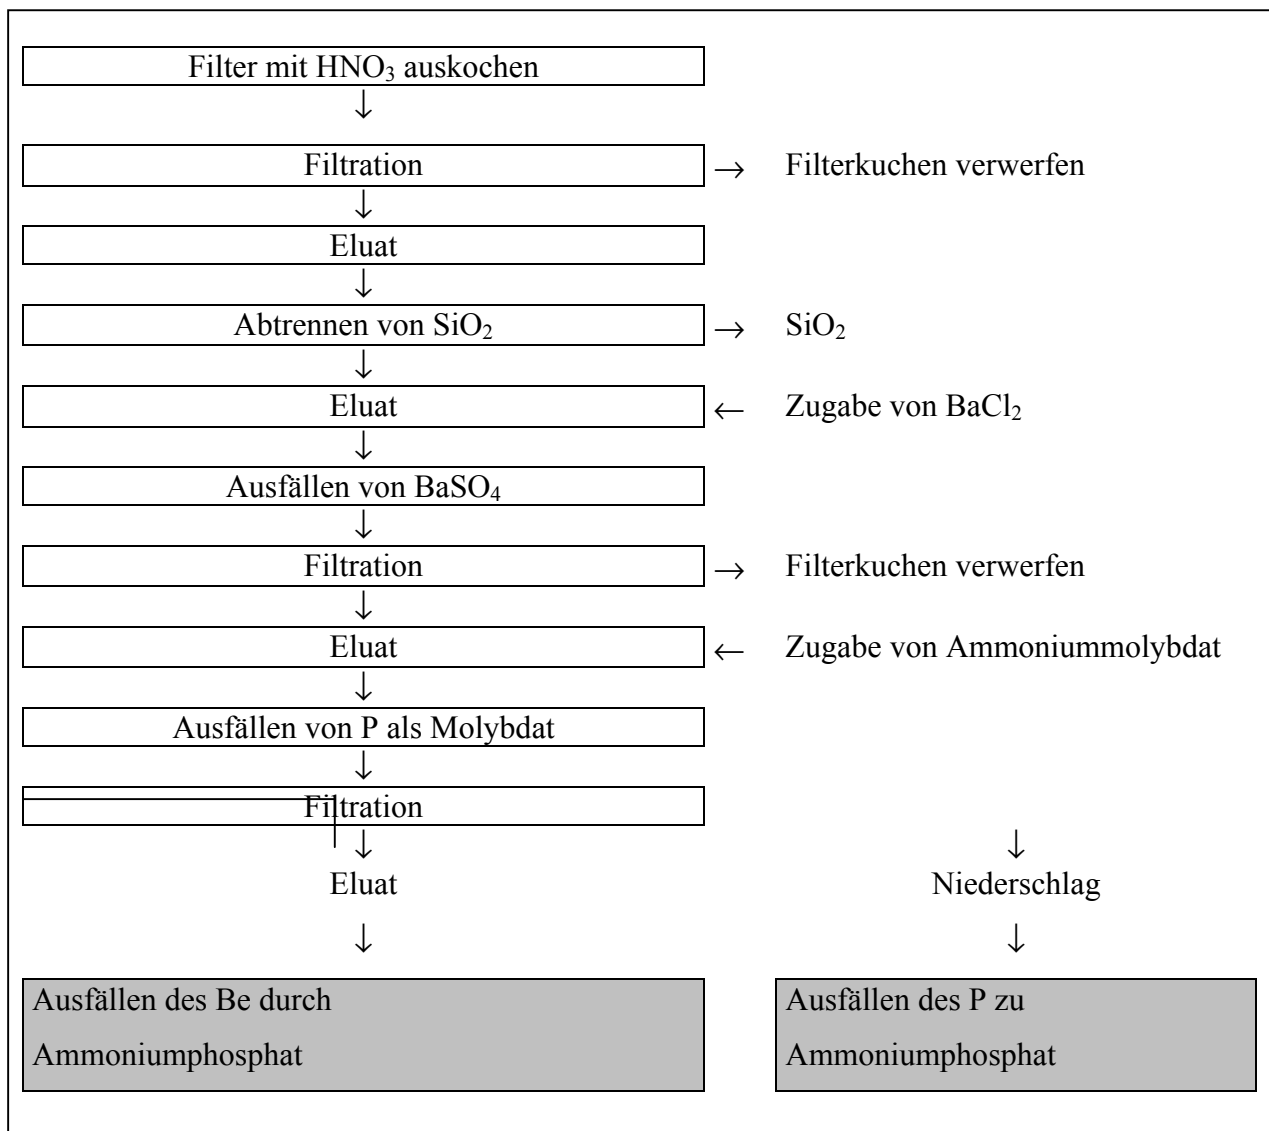 Filter mit HNO₃ auskochen
↓
Filtration → Filterkuchen verwerfen
↓
Eluat
↓
Abtrennen von SiO₂ → SiO₂
↓
Eluat ← Zugabe von BaCl₂
↓
Ausfällen von BaSO₄
↓
Filtration → Filterkuchen verwerfen
↓
Eluat ← Zugabe von Ammoniummolybdat
↓
Ausfällen von P als Molybdat
↓
Filtration
↓ ↓
Eluat Niederschlag
↓ ↓
Ausfällen des Be durch
Ammoniumphosphat
Ausfällen des P zu
Ammoniumphosphat